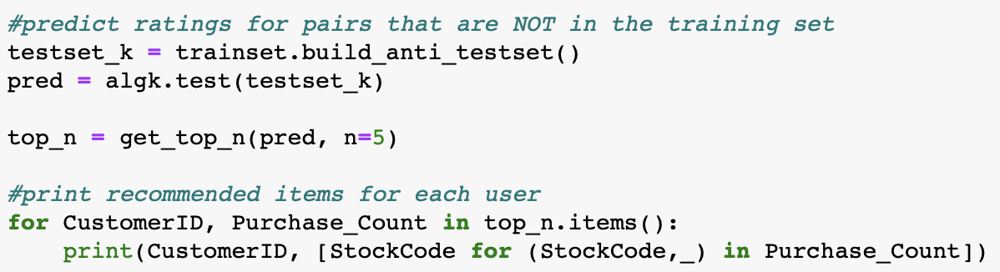 #predict ratings for pairs that are NOT in the training set
testset_k = trainset.build_anti_testset()
pred = algk.test(testset_k)

top_n = get_top_n(pred, n=5)

#print recommended items for each user
for CustomerID, Purchase_Count in top_n.items():
    print(CustomerID, [StockCode for (StockCode,_) in Purchase_Count])